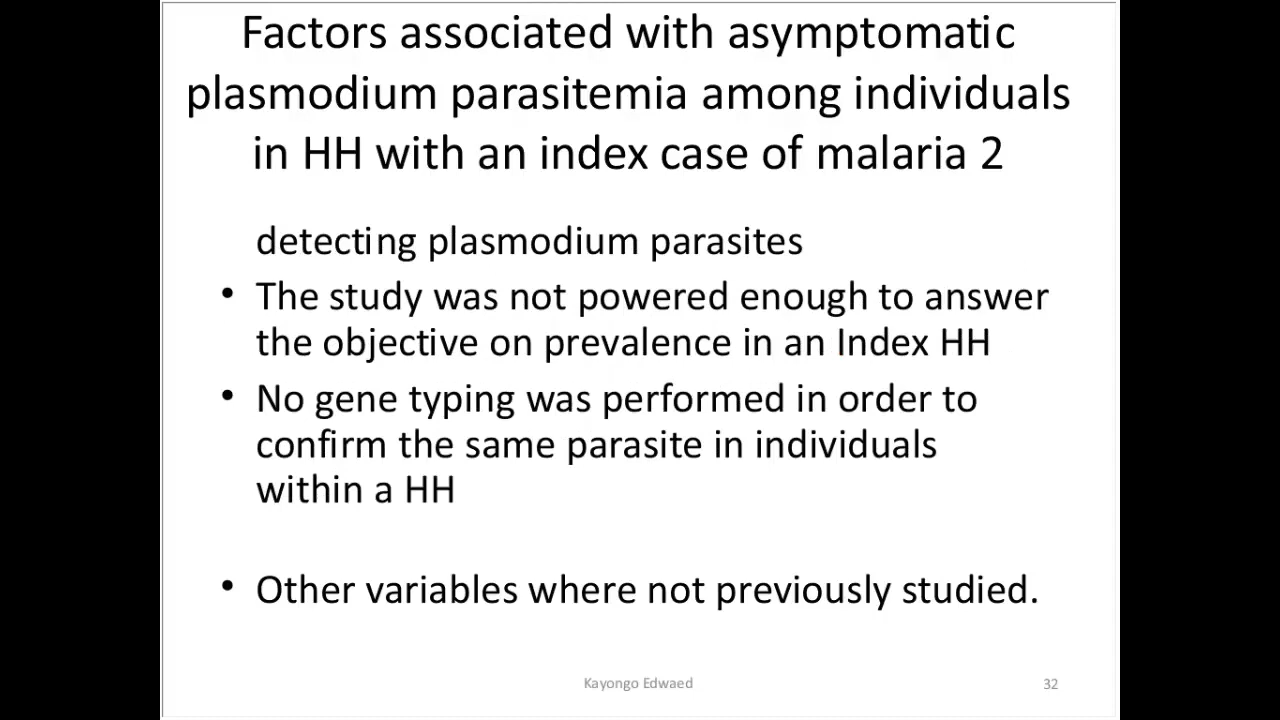 Factors associated with asymptomatic
plasmodium parasitemia among individuals
in HH with an index case of malaria 2
detecting plasmodium parasites
• The study was not powered enough to answer
the objective on prevalence in an Index HH
• No gene typing was performed in order to
confirm the same parasite in individuals
within a HH
• Other variables where not previously studied.
Kayongo Edwaed
32